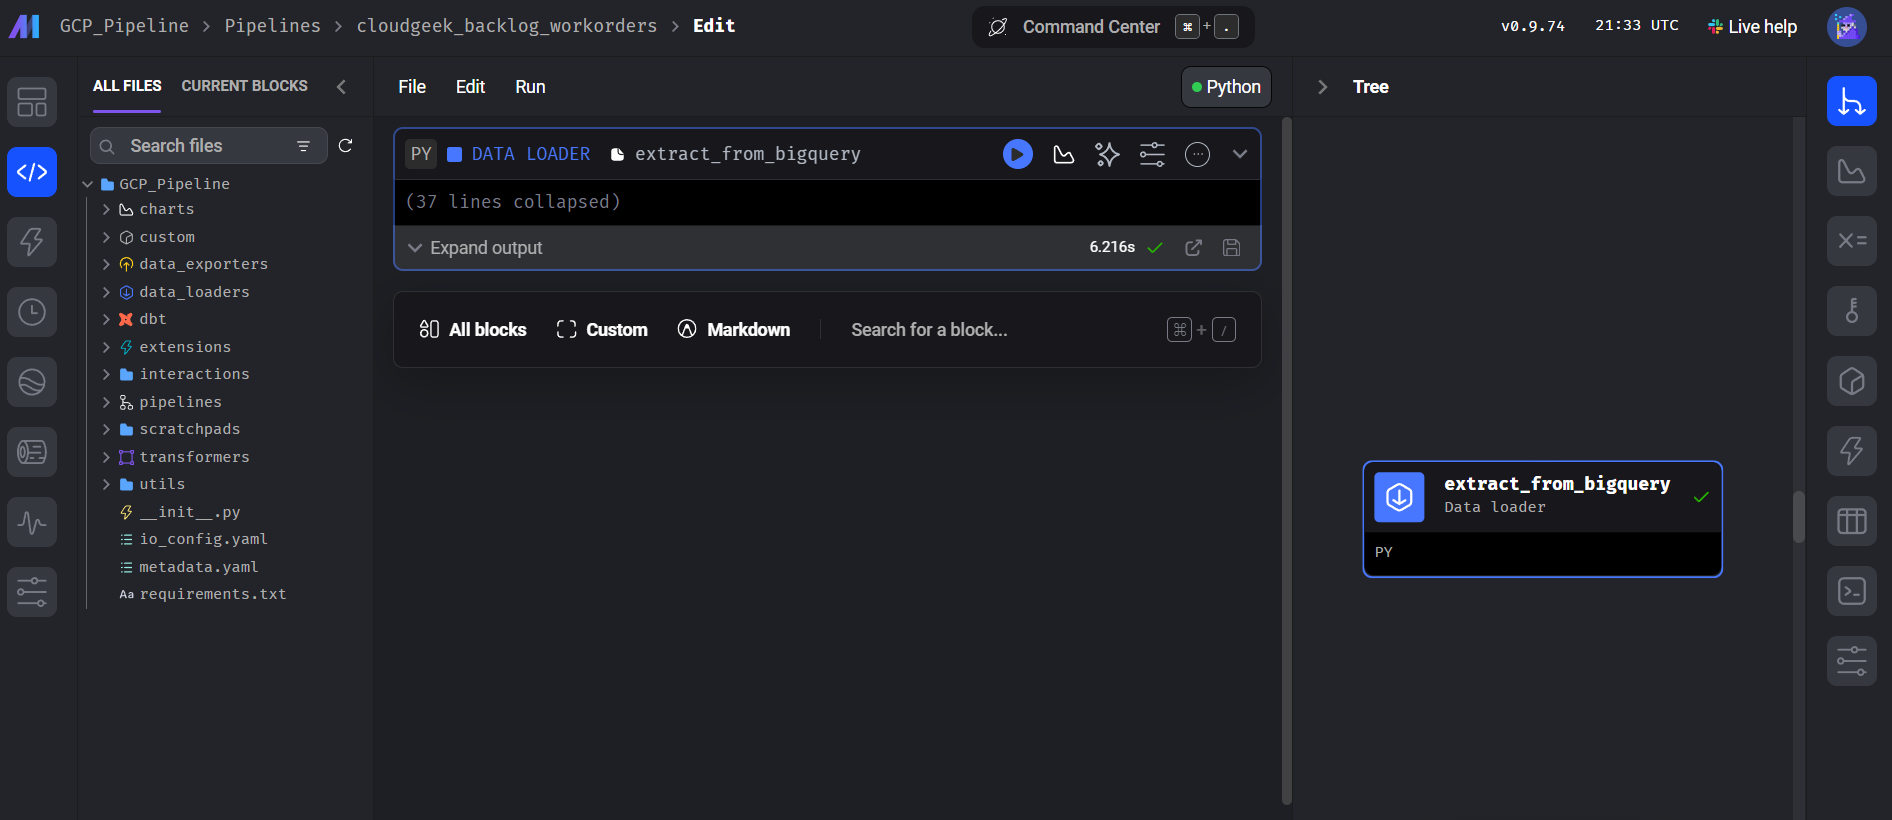 GCP_Pipeline > Pipelines > cloudgeek_backlog_workorders > Edit
Command Center ⌘ + .
v0.9.74
21:33 UTC
Live help
ALL FILES CURRENT BLOCKS
Search files
GCP_Pipeline
charts
custom
data_exporters
data_loaders
dbt
extensions
interactions
pipelines
scratchpads
transformers
utils
__init__.py
io_config.yaml
metadata.yaml
Aa requirements.txt
File Edit Run
Python
PY DATA LOADER extract_from_bigquery
(37 lines collapsed)
Expand output 6.216s
All blocks Custom Markdown Search for a block... ⌘ + /
Tree
extract_from_bigquery
Data loader
PY